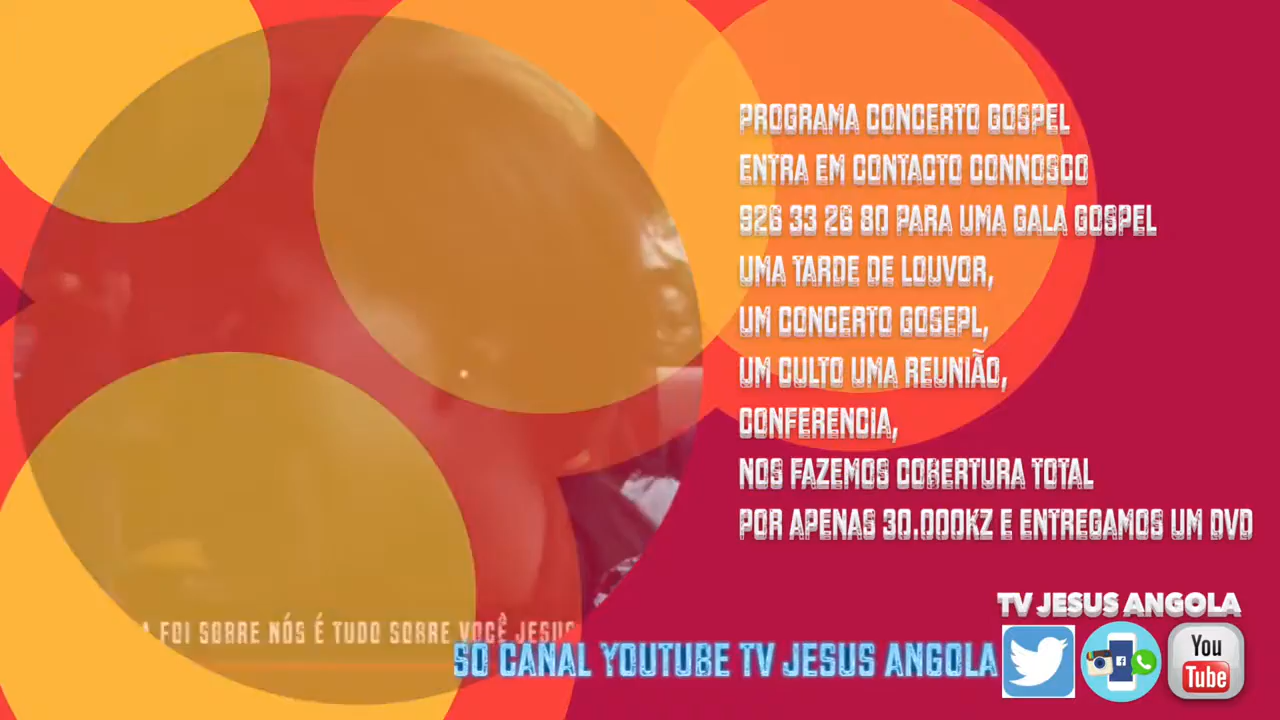 PROGRAMA CONCERTO GOSPEL
ENTRA EM CONTACTO CONNOSCO
926 33 26 80 PARA UMA GALA GOSPEL
UMA TARDE DE LOUVOR,
UM CONCERTO GOSEPL,
UM CULTO UMA REUNIÃO,
CONFERENCIA,
NOS FAZEMOS COBERTURA TOTAL
POR APENAS 30.000KZ E ENTREGAMOS UM DVD
TV JESUS ANGOLA
FOI SOBRE NÓS É TUDO SOBRE VOCÊ JESUS
SO CANAL YOUTUBE TV JESUS ANGOLA
You
Tube